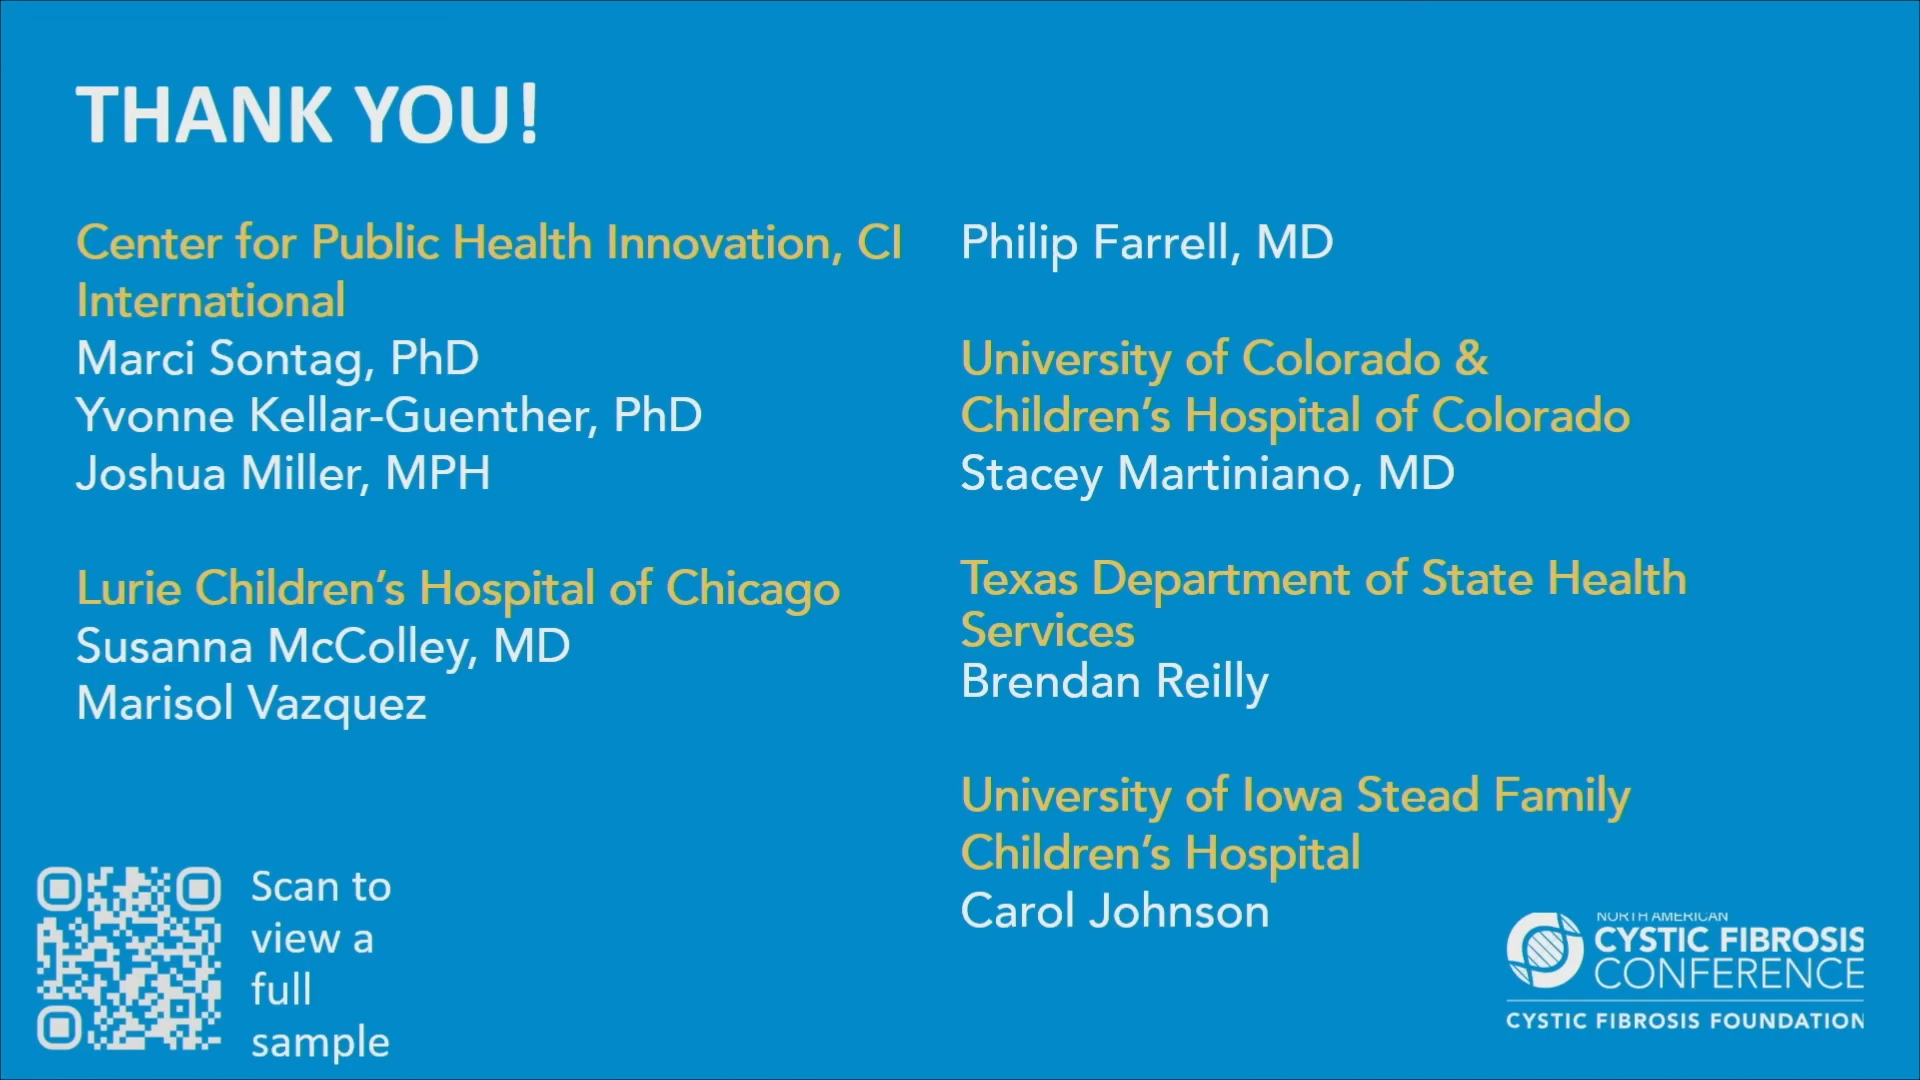 THANK YOU!
Center for Public Health Innovation, CI
International
Marci Sontag, PhD
Yvonne Kellar-Guenther, PhD
Joshua Miller, MPH
Lurie Children’s Hospital of Chicago
Susanna McColley, MD
Marisol Vazquez
Philip Farrell, MD
University of Colorado &
Children’s Hospital of Colorado
Stacey Martiniano, MD
Texas Department of State Health
Services
Brendan Reilly
University of Iowa Stead Family
Children’s Hospital
Carol Johnson
Scan to
view a
full
sample
NORTH AMERICAN
CYSTIC FIBROSIS
CONFERENCE
CYSTIC FIBROSIS FOUNDATION